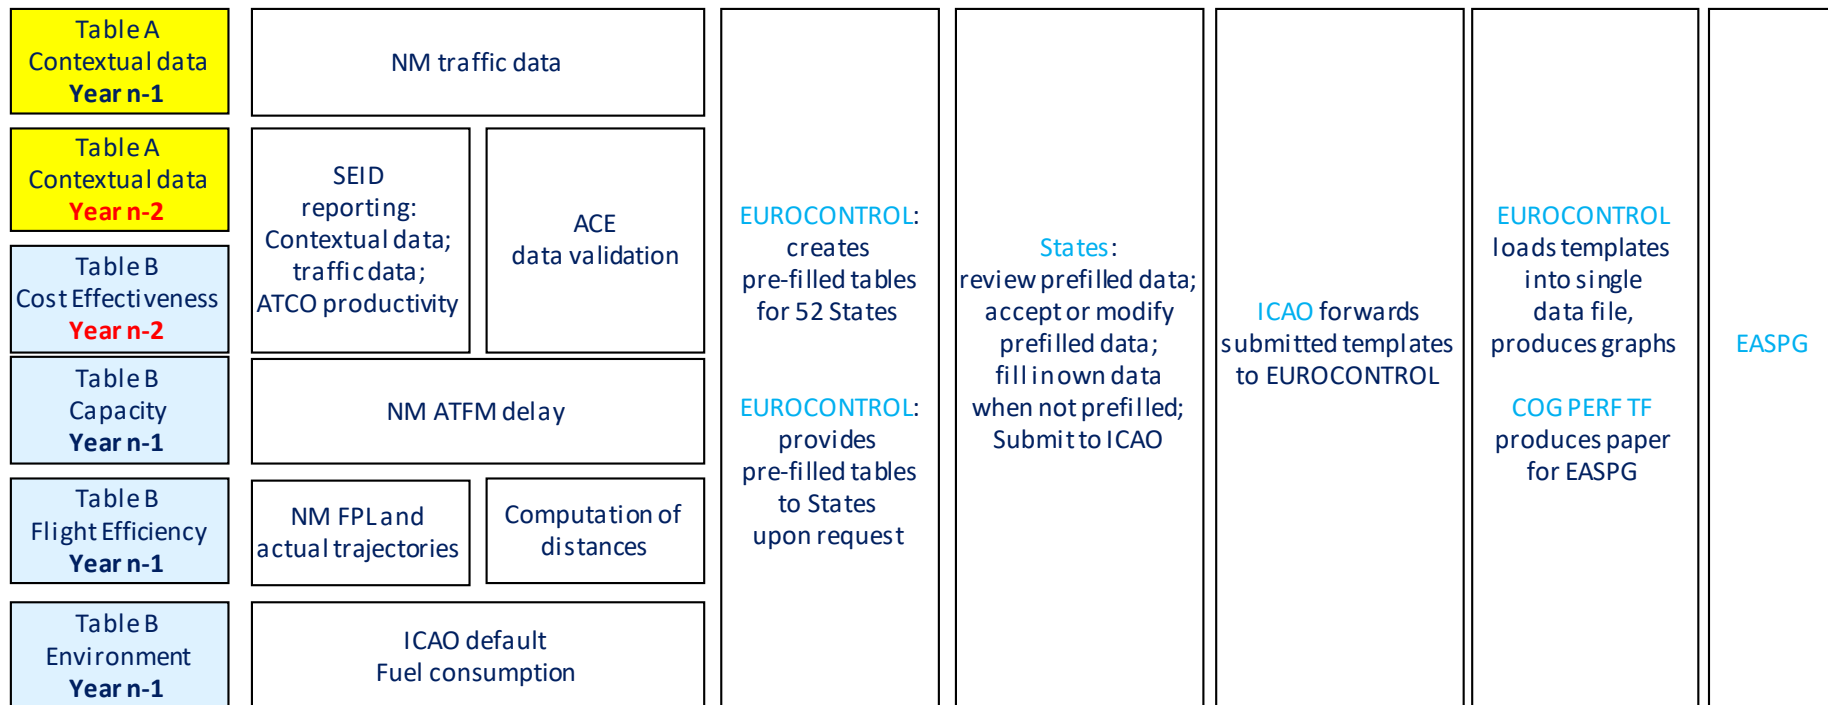 Table A
Contextual data
Year n-1
NM traffic data
Table A
Contextual data
Year n-2
SEID
reporting:
Contextual data;
traffic data;
ATCO productivity
ACE
data validation
Table B
Cost Effectiveness
Year n-2
Table B
Capacity
Year n-1
NM ATFM delay
Table B
Flight Efficiency
Year n-1
NM FPL and
actual trajectories
Computation of
distances
Table B
Environment
Year n-1
ICAO default
Fuel consumption
EUROCONTROL:
creates
pre-filled tables
for 52 States
EUROCONTROL:
provides
pre-filled tables
to States
upon request
States:
review prefilled data;
accept or modify
prefilled data;
fill in own data
when not prefilled;
Submit to ICAO
ICAO forwards
submitted templates
to EUROCONTROL
EUROCONTROL
loads templates
into single
data file,
produces graphs
COG PERF TF
produces paper
for EASPG
EASPG